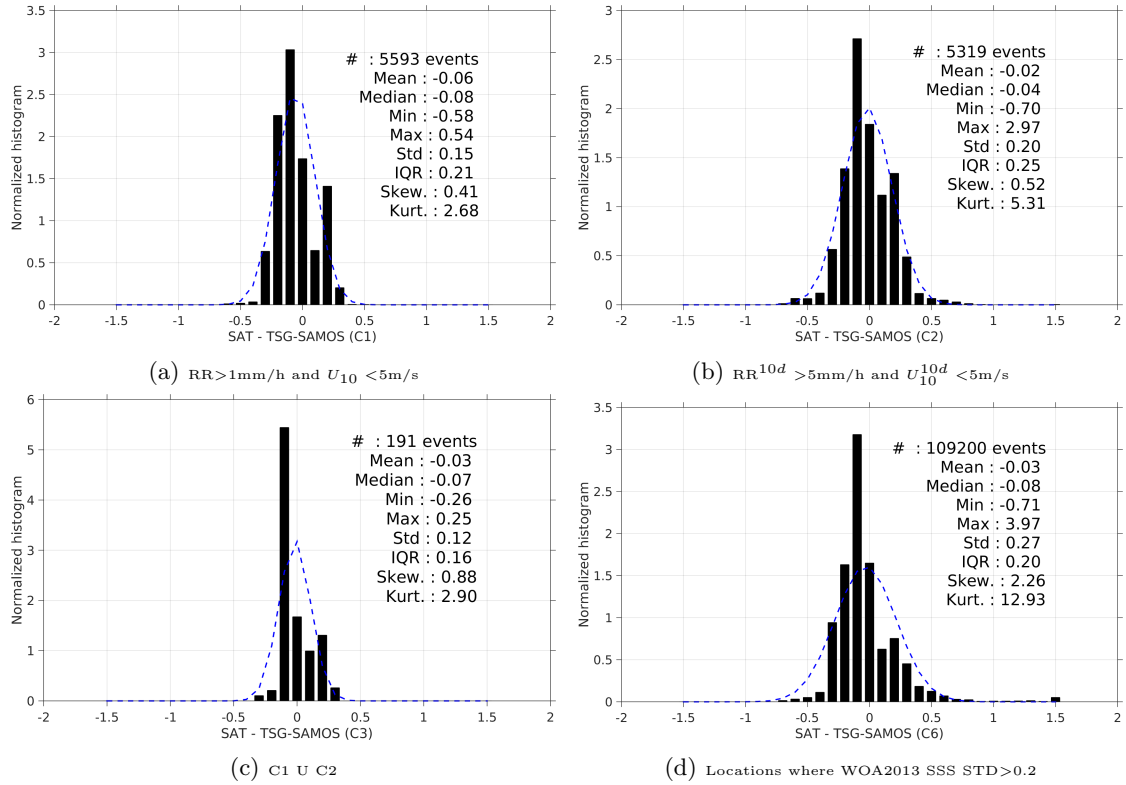 Normalized histogram
3.5
3
2.5
2
1.5
1
0.5
0
-2 -1.5 -1 -0.5 0 0.5 1 1.5 2
SAT - TSG-SAMOS (C1)
# : 5593 events
Mean : -0.06
Median : -0.08
Min : -0.58
Max : 0.54
Std : 0.15
IQR : 0.21
Skew. : 0.41
Kurt. : 2.68
(a) RR>1mm/h and U10 <5m/s
Normalized histogram
3
2.5
2
1.5
1
0.5
0
-2 -1.5 -1 -0.5 0 0.5 1 1.5 2
SAT - TSG-SAMOS (C2)
# : 5319 events
Mean : -0.02
Median : -0.04
Min : -0.70
Max : 2.97
Std : 0.20
IQR : 0.25
Skew. : 0.52
Kurt. : 5.31
(b) RR10d >5mm/h and U10d10 <5m/s
Normalized histogram
6
5
4
3
2
1
0
-2 -1.5 -1 -0.5 0 0.5 1 1.5 2
SAT - TSG-SAMOS (C3)
# : 191 events
Mean : -0.03
Median : -0.07
Min : -0.26
Max : 0.25
Std : 0.12
IQR : 0.16
Skew. : 0.88
Kurt. : 2.90
(c) C1 U C2
Normalized histogram
3.5
3
2.5
2
1.5
1
0.5
0
-2 -1.5 -1 -0.5 0 0.5 1 1.5 2
SAT - TSG-SAMOS (C6)
# : 109200 events
Mean : -0.03
Median : -0.08
Min : -0.71
Max : 3.97
Std : 0.27
IQR : 0.20
Skew. : 2.26
Kurt. : 12.93
(d) Locations where WOA2013 SSS STD>0.2